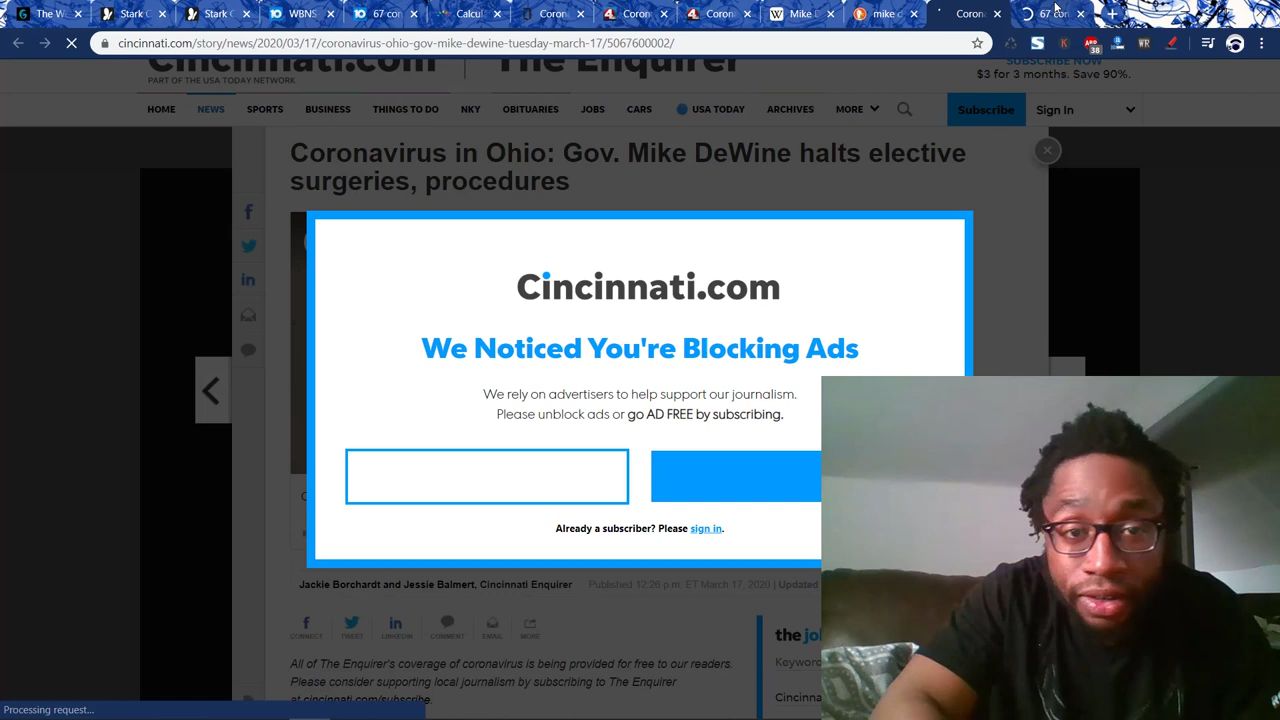 The W
Stark C
Stark C
WBNS
67 con
Calcul
Coron
Coron
Coron
Mike D
mike d
Coron
67 con
cincinnati.com/story/news/2020/03/17/coronavirus-ohio-gov-mike-dewine-tuesday-march-17/5067600002/
38
WR
Cincinnati.com | The Enquirer
PART OF THE USA TODAY NETWORK
SUBSCRIBE NOW
$3 for 3 months. Save 90%.
HOME NEWS SPORTS BUSINESS THINGS TO DO NKY OBITUARIES JOBS CARS USA TODAY ARCHIVES MORE Subscribe Sign In
Coronavirus in Ohio: Gov. Mike DeWine halts elective
surgeries, procedures
Cincinnati.com
We Noticed You're Blocking Ads
We rely on advertisers to help support our journalism.
Please unblock ads or go AD FREE by subscribing.
Already a subscriber? Please sign in.
Jackie Borchardt and Jessie Balmert, Cincinnati Enquirer Published 12:26 p.m. ET March 17, 2020 | Updated
CONNECT TWEET LINKEDIN COMMENT EMAIL MORE
the jo
Keyword
Cincinna
All of The Enquirer's coverage of coronavirus is being provided for free to our readers.
Please consider supporting local journalism by subscribing to The Enquirer
at cincinnati.com/subscribe.
Processing request...